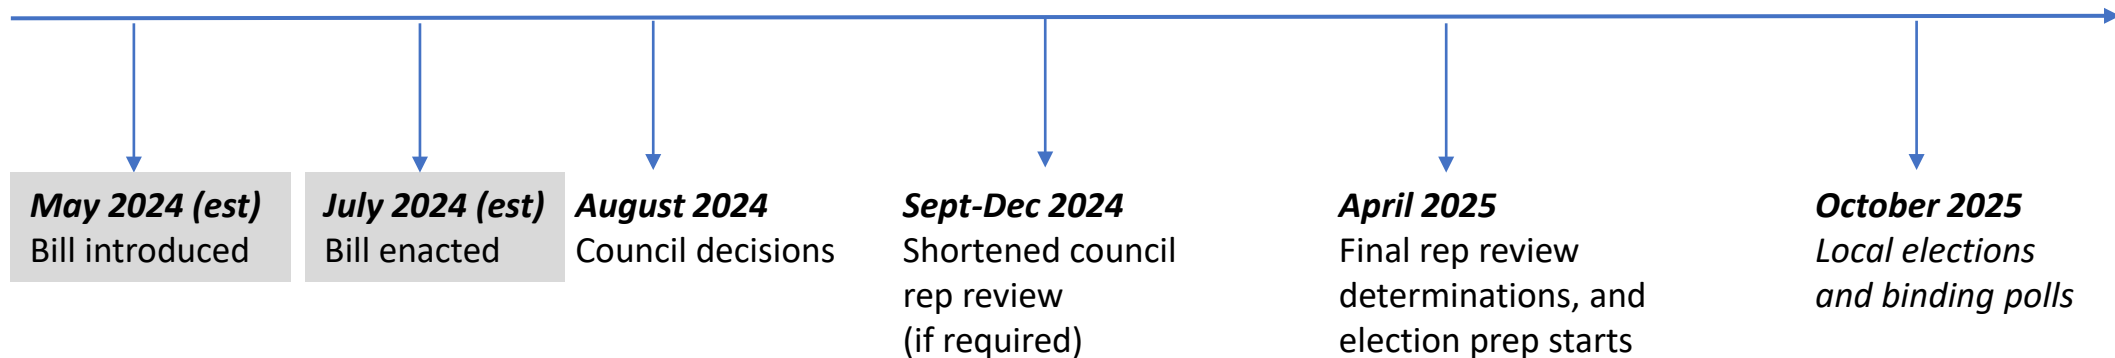 May 2024 (est)
Bill introduced
July 2024 (est)
Bill enacted
August 2024
Council decisions
Sept-Dec 2024
Shortened council
rep review
(if required)
April 2025
Final rep review
determinations, and
election prep starts
October 2025
Local elections
and binding polls